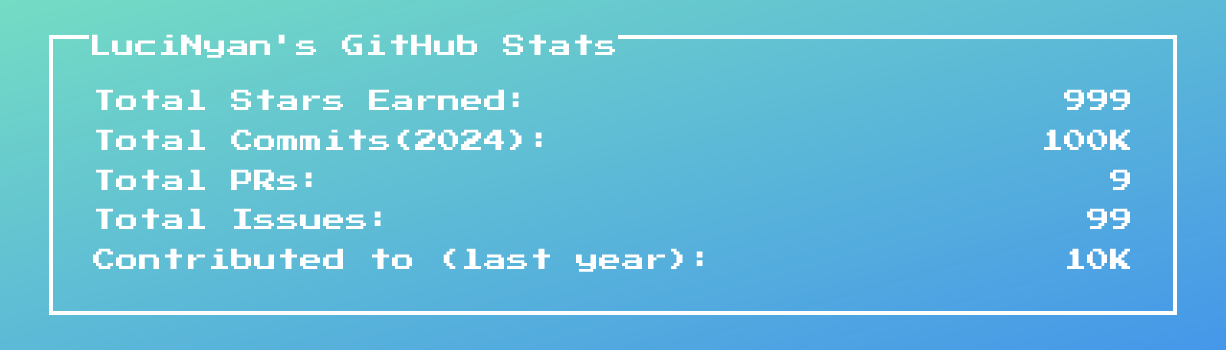 LuciNyan's GitHub Stats
Total Stars Earned: 999
Total Commits(2024): 100K
Total PRs: 9
Total Issues: 99
Contributed to (last year): 10K